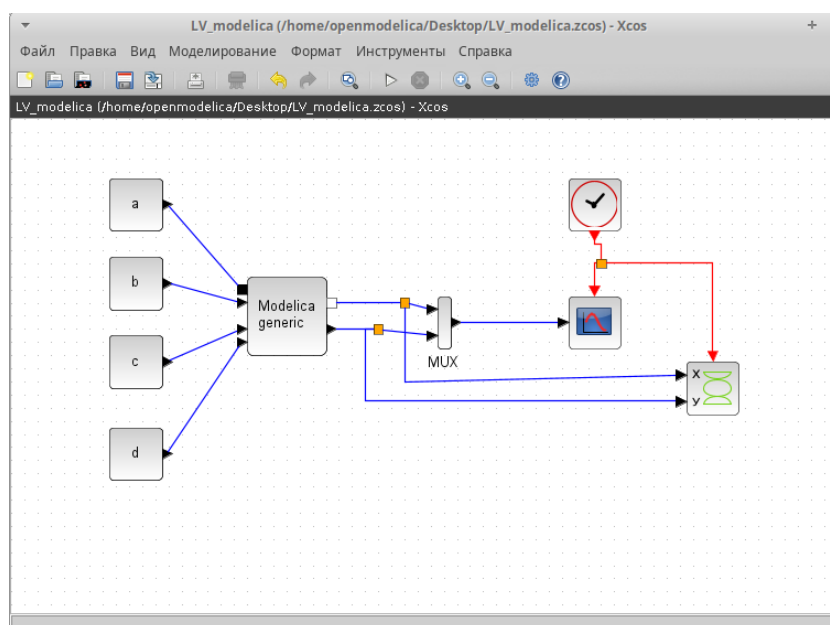 LV_modelica (/home/openmodelica/Desktop/LV_modelica.zcos) - Xcos
Файл Правка Вид Моделирование Формат Инструменты Справка
LV_modelica (/home/openmodelica/Desktop/LV_modelica.zcos) - Xcos
a
b
Modelica
generic
c
MUX
X
y
d